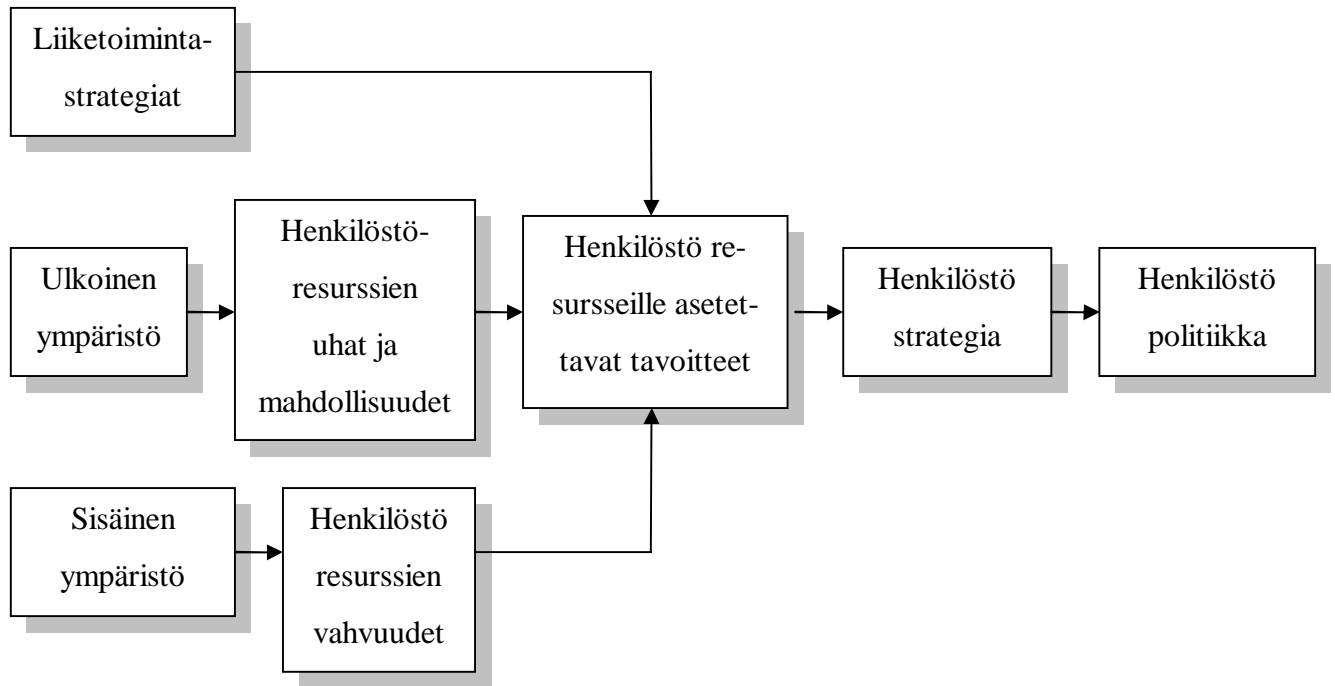 Liiketoiminta-
strategiat
Ulkoinen
ympäristö
Henkilöstö-
resurssien
uhat ja
mahdollisuudet
Henkilöstö re-
sursseille asetet-
tavat tavoitteet
Henkilöstö
strategia
Henkilöstö
politiikka
Sisäinen
ympäristö
Henkilöstö
resurssien
vahvuudet